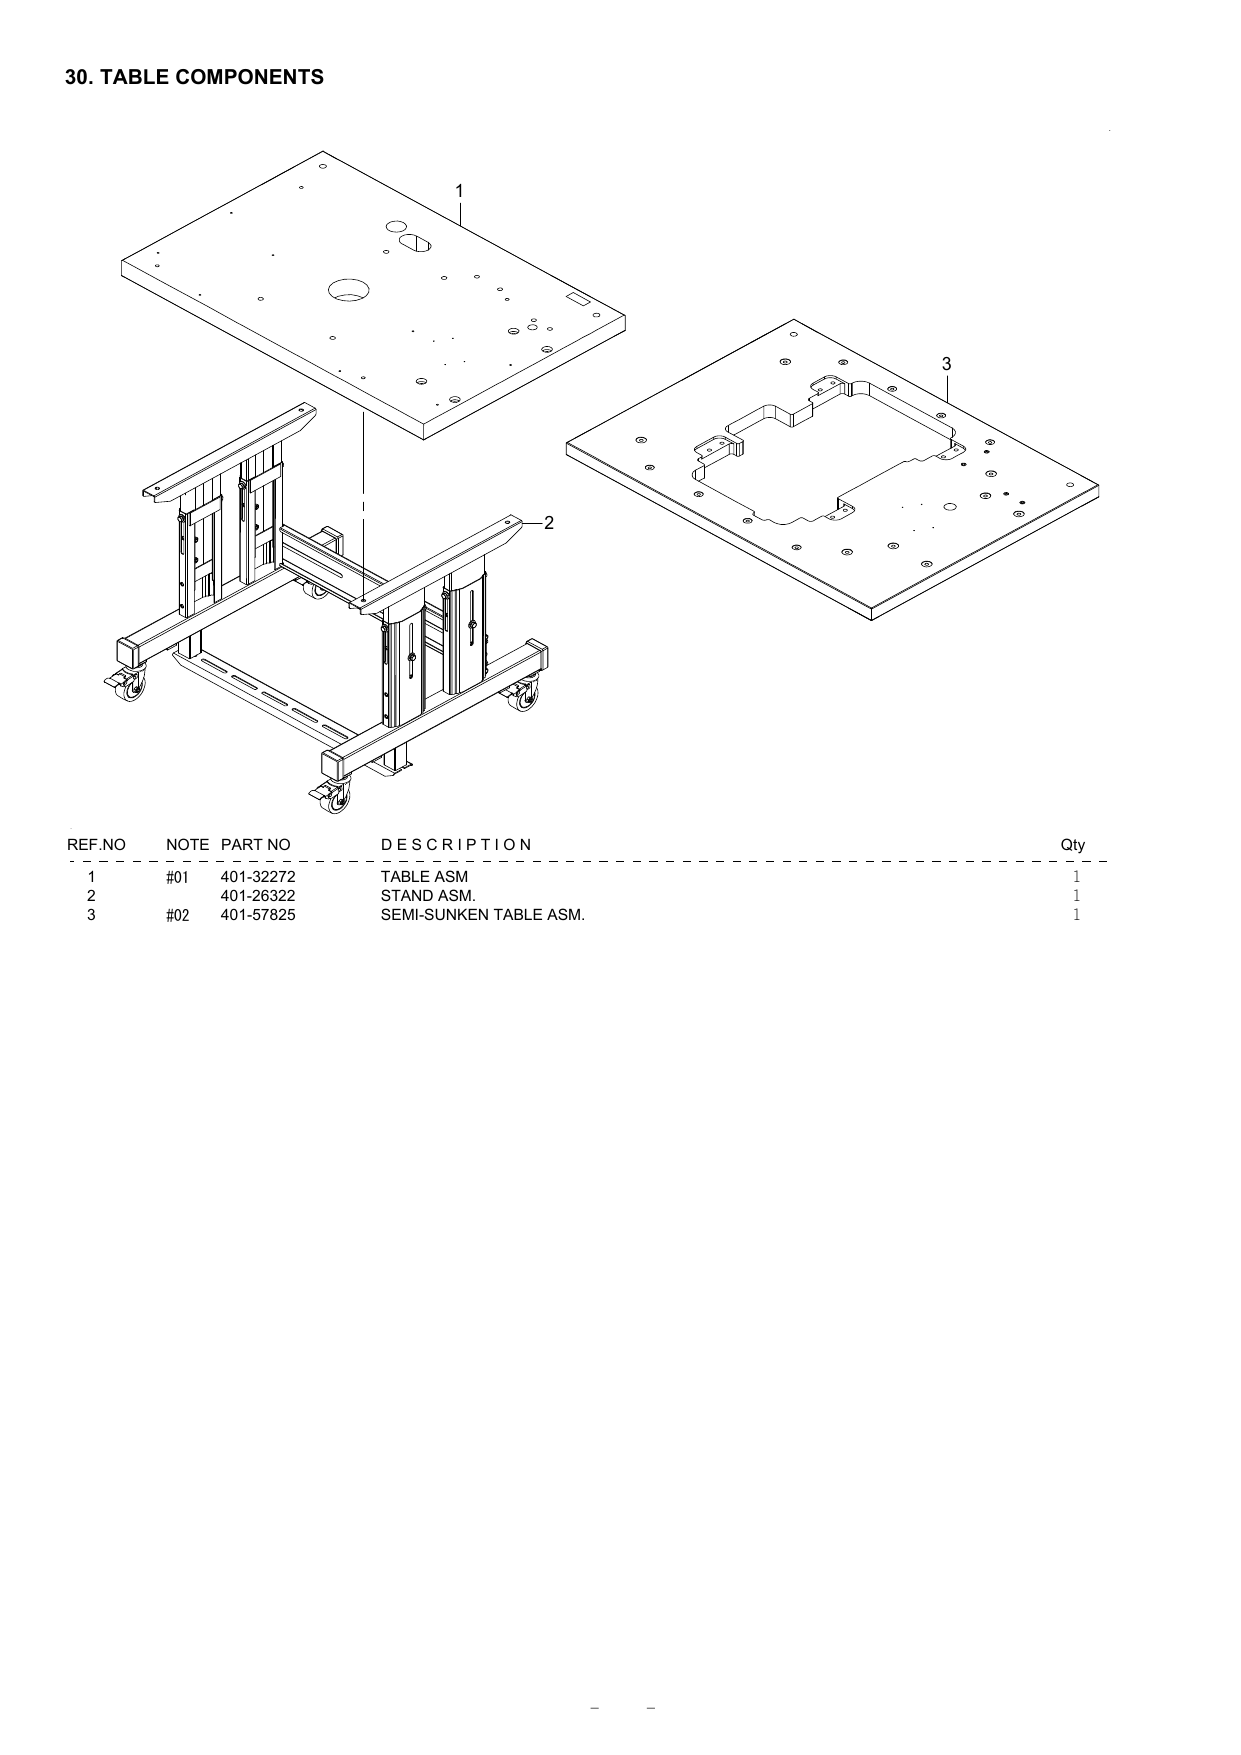 30. TABLE COMPONENTS
1
3
2
REF.NO NOTE PART NO DESCRIPTION Qty
1 #01 401-32272 TABLE ASM 1
2 401-26322 STAND ASM. 1
3 #02 401-57825 SEMI-SUNKEN TABLE ASM. 1
– –